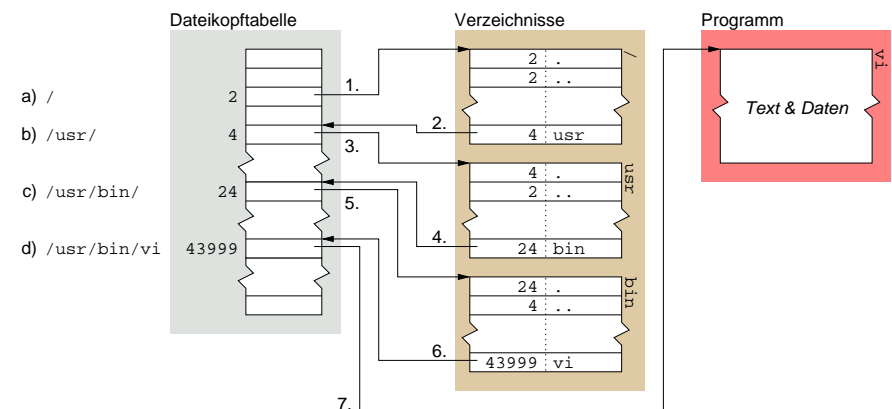 Dateikopftabelle
Verzeichnisse
Programm
a) /
2
b) /usr/
4
c) /usr/bin/
24
d) /usr/bin/vi
43999
1.
2.
3.
4.
5.
6.
7.
/
2 .
2 ..
4 usr
usr
4 .
2 ..
24 bin
bin
24 .
4 ..
43999 vi
vi
Text & Daten